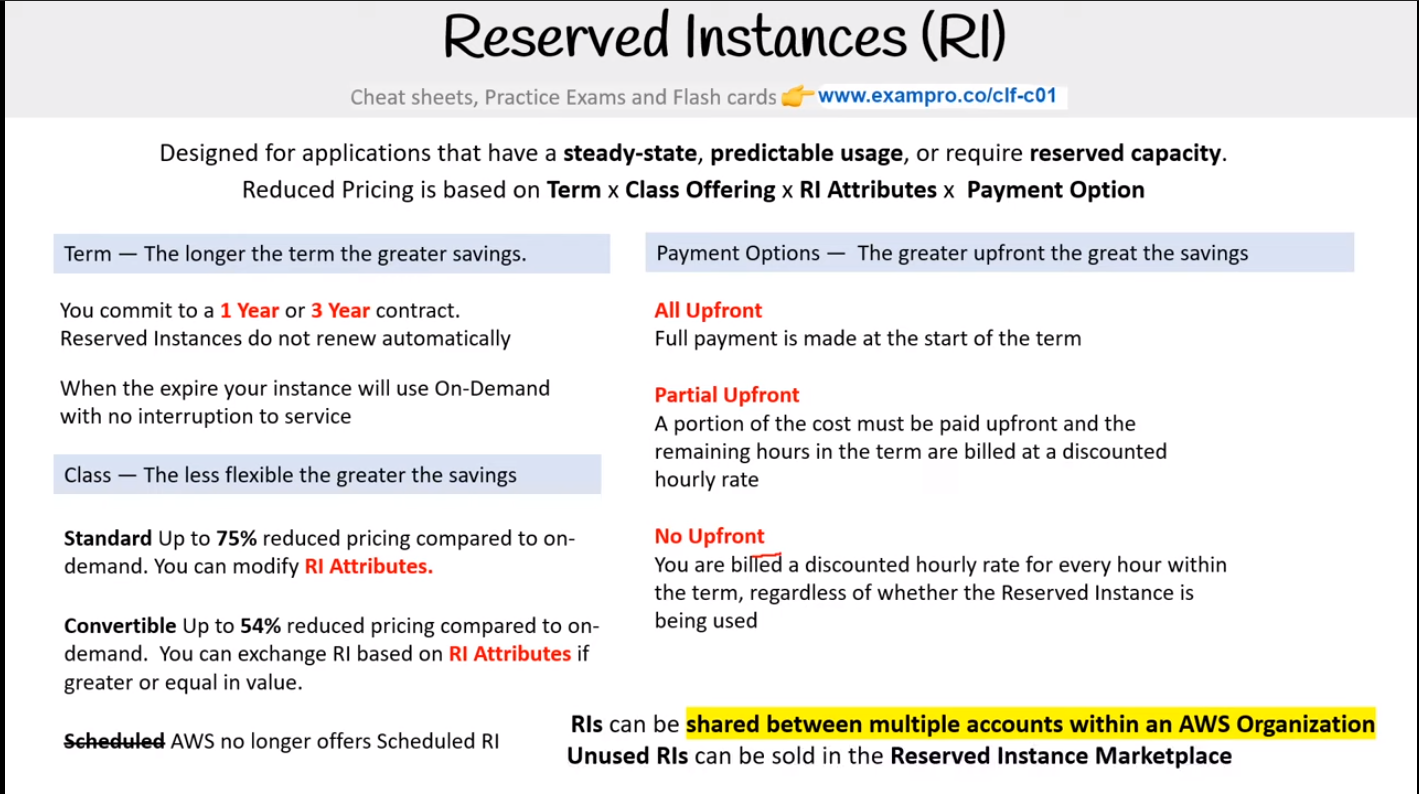 Reserved Instances (RI)
Cheat sheets, Practice Exams and Flash cards 👉 www.exampro.co/clf-c01
Designed for applications that have a steady-state, predictable usage, or require reserved capacity.
Reduced Pricing is based on Term x Class Offering x RI Attributes x Payment Option
Term — The longer the term the greater savings.
You commit to a 1 Year or 3 Year contract.
Reserved Instances do not renew automatically
When the expire your instance will use On-Demand
with no interruption to service
Class — The less flexible the greater the savings
Standard Up to 75% reduced pricing compared to on-
demand. You can modify RI Attributes.
Convertible Up to 54% reduced pricing compared to on-
demand. You can exchange RI based on RI Attributes if
greater or equal in value.
Scheduled AWS no longer offers Scheduled RI
Payment Options — The greater upfront the great the savings
All Upfront
Full payment is made at the start of the term
Partial Upfront
A portion of the cost must be paid upfront and the
remaining hours in the term are billed at a discounted
hourly rate
No Upfront
You are billed a discounted hourly rate for every hour within
the term, regardless of whether the Reserved Instance is
being used
RIs can be shared between multiple accounts within an AWS Organization
Unused RIs can be sold in the Reserved Instance Marketplace